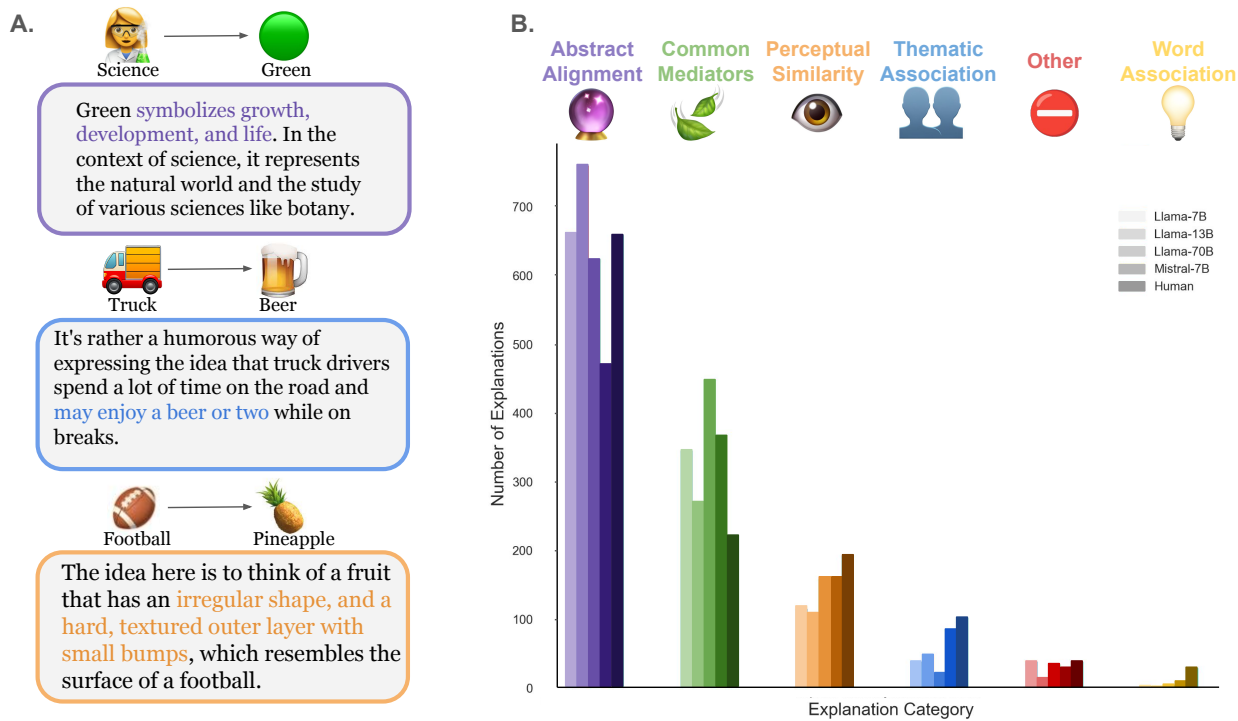 A.
Science
Green
Green symbolizes growth,
development, and life. In the
context of science, it represents
the natural world and the study
of various sciences like botany.
Truck
Beer
It's rather a humorous way of
expressing the idea that truck drivers
spend a lot of time on the road and
may enjoy a beer or two while on
breaks.
Football
Pineapple
The idea here is to think of a fruit
that has an irregular shape, and a
hard, textured outer layer with
small bumps, which resembles the
surface of a football.
B.
Abstract
Alignment
Common
Mediators
Perceptual
Similarity
Thematic
Association
Other
Word
Association
Llama-7B
Llama-13B
Llama-70B
Mistral-7B
Human
Number of Explanations
700
600
500
400
300
200
100
0
Explanation Category